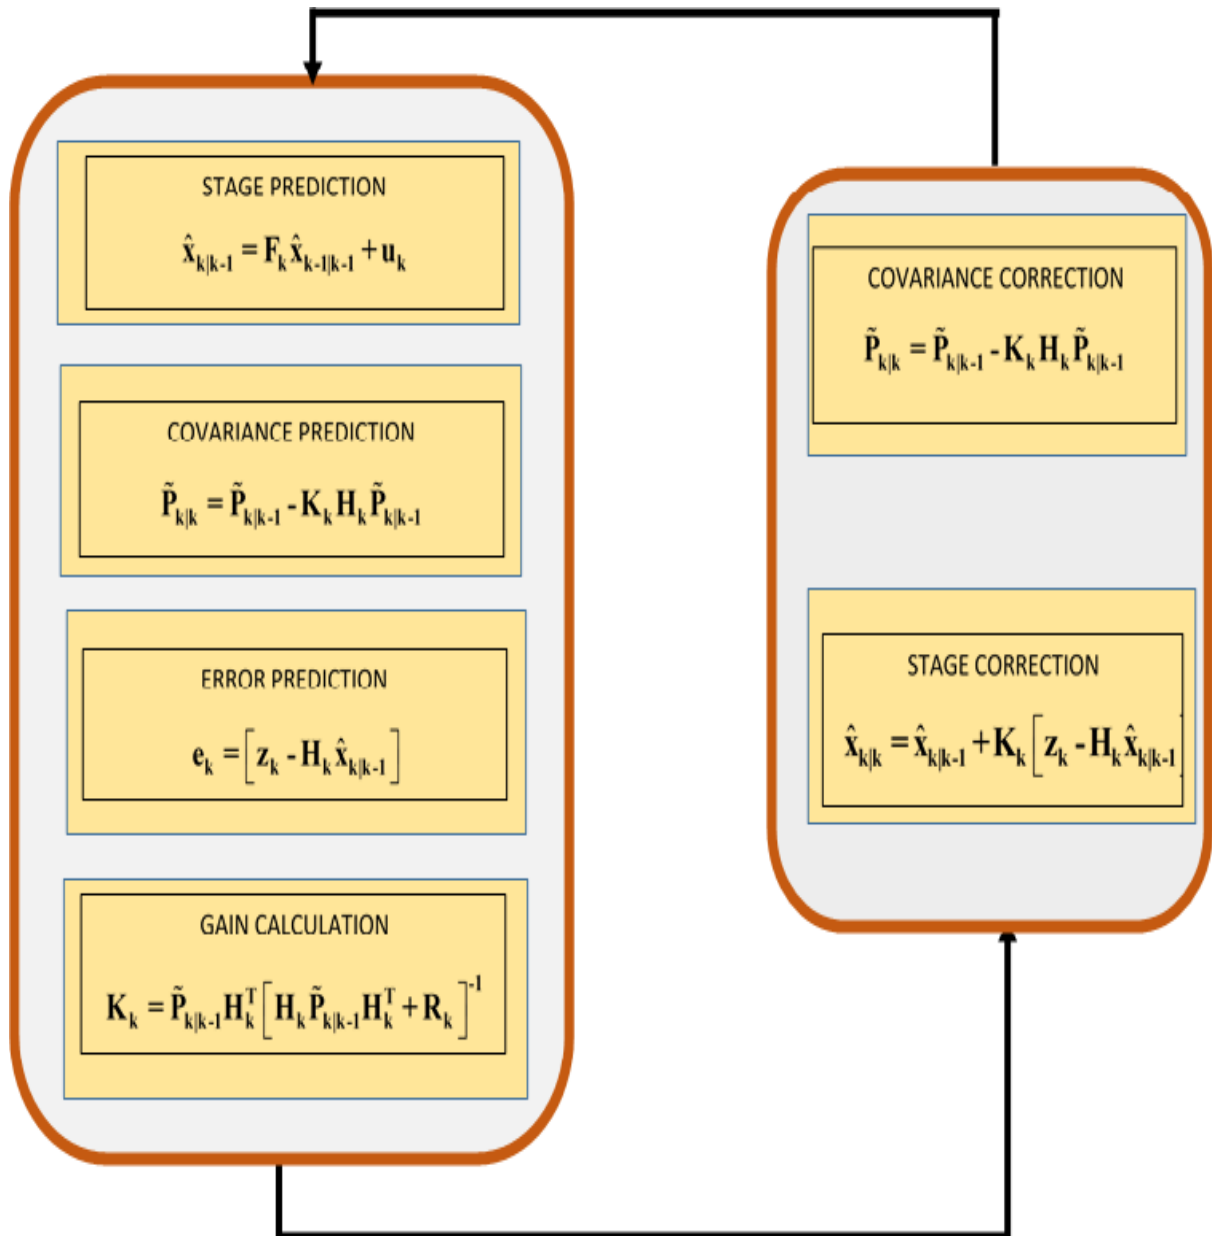 STAGE PREDICTION
x̂ₖ|ₖ₋₁ = Fₖ x̂ₖ₋₁|ₖ₋₁ + uₖ
COVARIANCE PREDICTION
P̃ₖ|ₖ = P̃ₖ|ₖ₋₁ - Kₖ Hₖ P̃ₖ|ₖ₋₁
ERROR PREDICTION
eₖ = [zₖ - Hₖ x̂ₖ|ₖ₋₁]
GAIN CALCULATION
Kₖ = P̃ₖ|ₖ₋₁ Hₖᵀ [Hₖ P̃ₖ|ₖ₋₁ Hₖᵀ + Rₖ]⁻¹
COVARIANCE CORRECTION
P̃ₖ|ₖ = P̃ₖ|ₖ₋₁ - Kₖ Hₖ P̃ₖ|ₖ₋₁
STAGE CORRECTION
x̂ₖ|ₖ = x̂ₖ|ₖ₋₁ + Kₖ [zₖ - Hₖ x̂ₖ|ₖ₋₁]